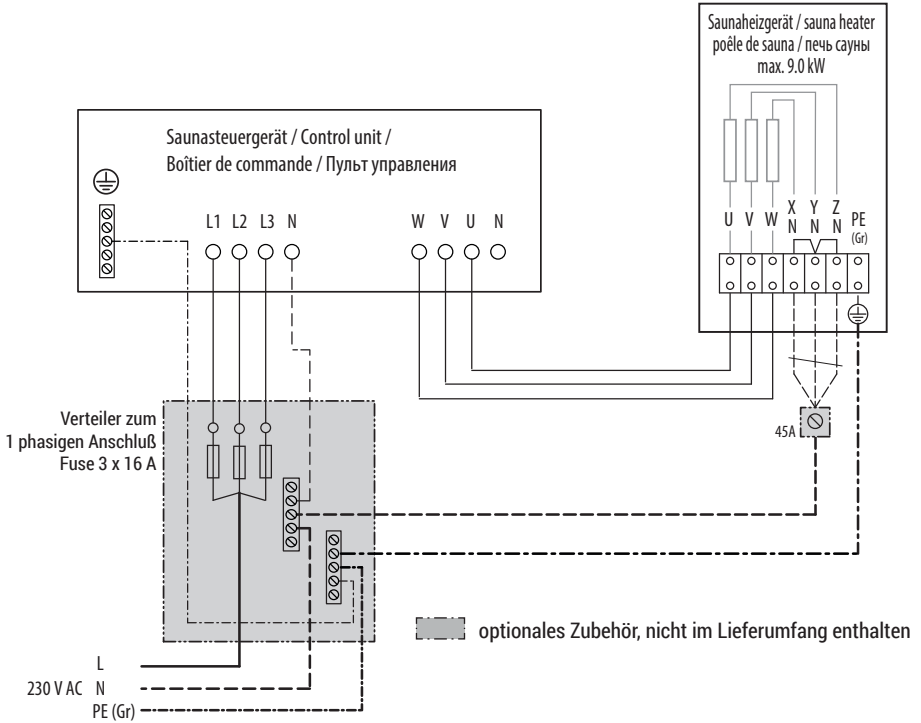 Saunaheizgerät / sauna heater
poêle de sauna / печь сауны
max. 9.0 kW
Saunasteuergerät / Control unit /
Boîtier de commande / Пульт управления
L1 L2 L3 N
W V U N
U V W X Y Z PE
N N N (Gr)
45A
Verteiler zum
1 phasigen Anschluß
Fuse 3 x 16 A
optionales Zubehör, nicht im Lieferumfang enthalten
L
230 V AC N
PE (Gr)